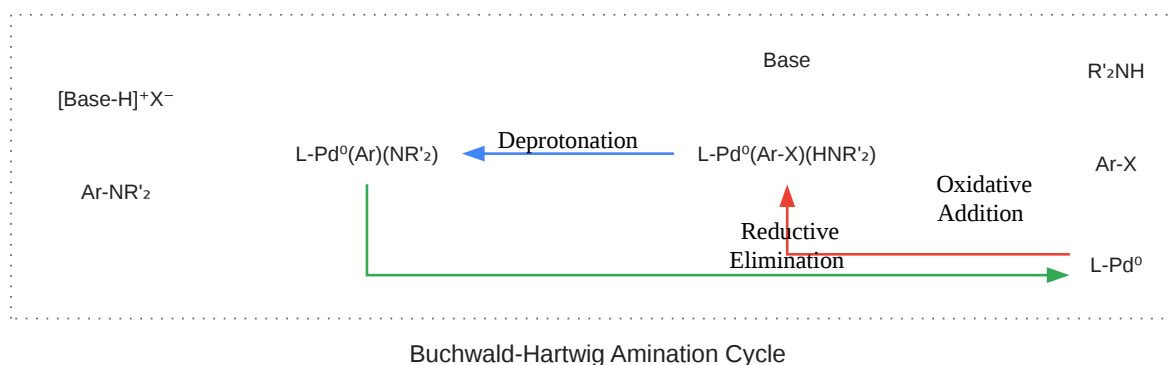 Base
R'₂NH
[Base-H]⁺X⁻
Deprotonation
L-Pd⁰(Ar)(NR'₂)
L-Pd⁰(Ar-X)(HNR'₂)
Ar-X
Ar-NR'₂
Oxidative
Addition
Reductive
Elimination
L-Pd⁰
Buchwald-Hartwig Amination Cycle